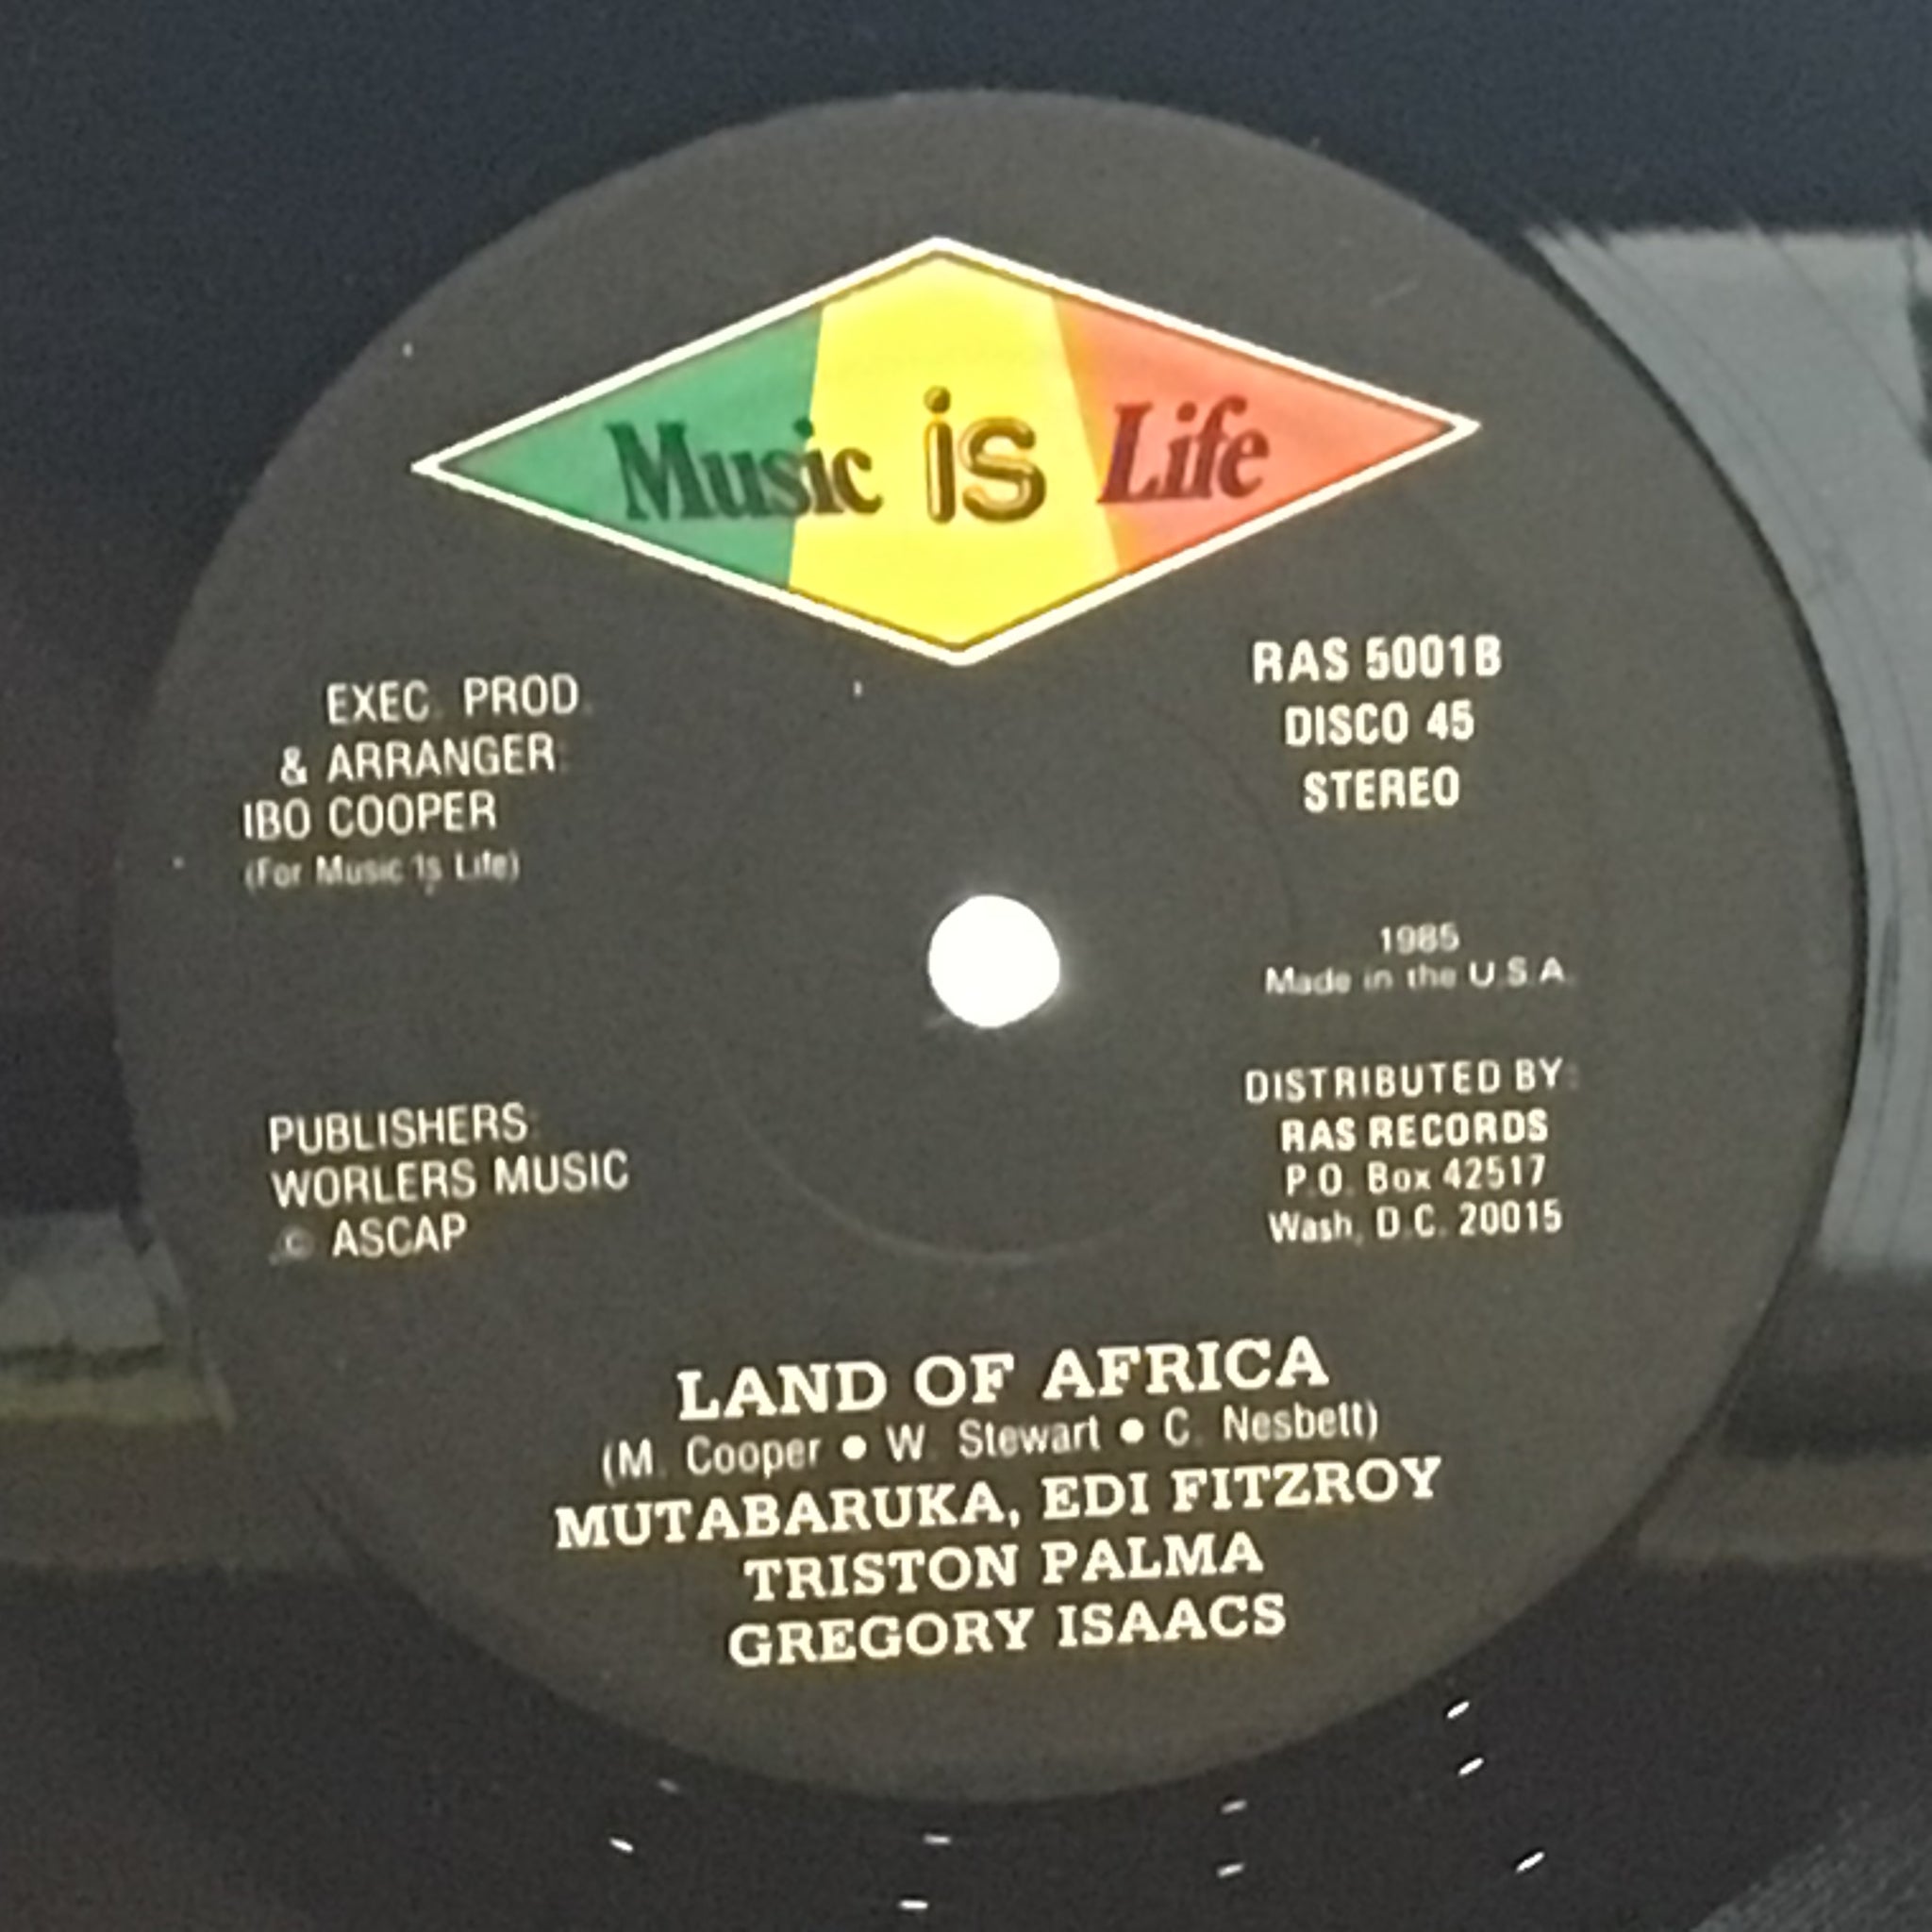 Music is Life
EXEC. PROD.
& ARRANGER:
IBO COOPER
(For Music Is Life)
RAS 5001B
DISCO 45
STEREO
1985
Made in the U.S.A.
PUBLISHERS:
WORLERS MUSIC
© ASCAP
DISTRIBUTED BY:
RAS RECORDS
P.O. Box 42517
Wash, D.C. 20015
LAND OF AFRICA
(M. Cooper ● W. Stewart ● C. Nesbett)
MUTABARUKA, EDI FITZROY
TRISTON PALMA
GREGORY ISAACS